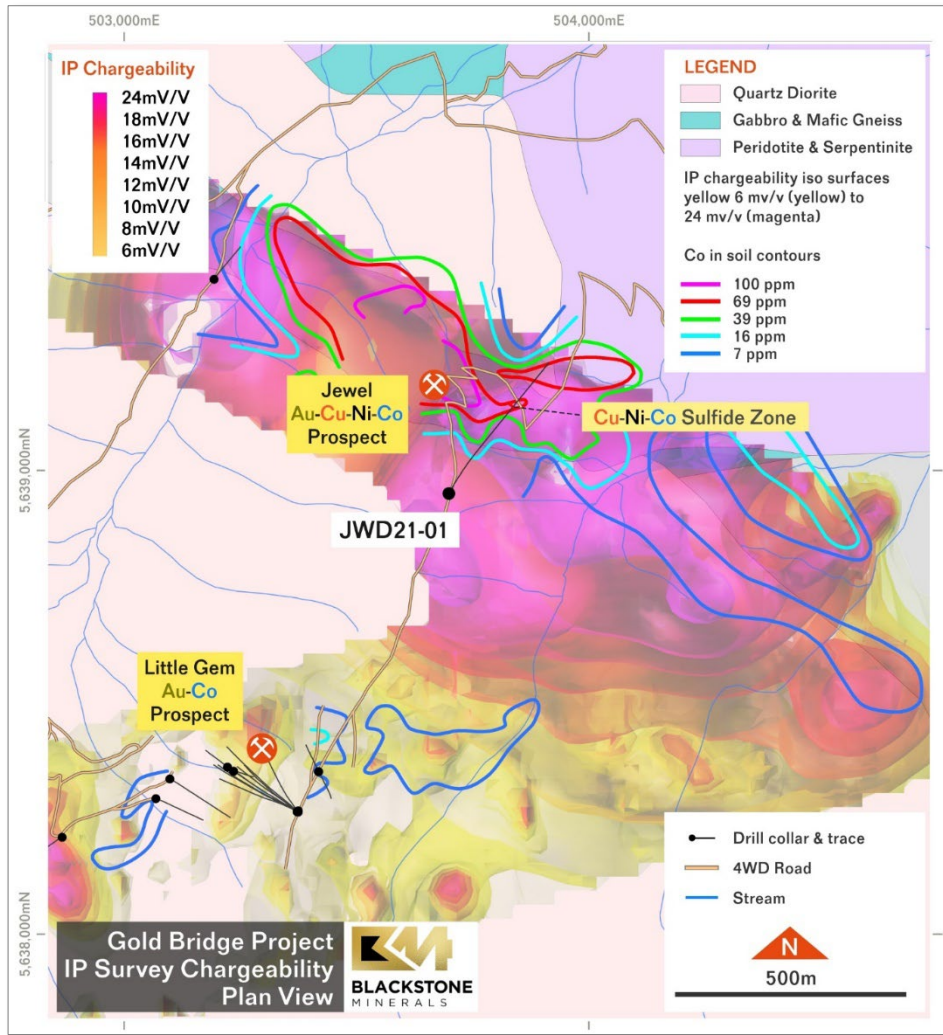 503,000mE
504,000mE
IP Chargeability
24mV/V
18mV/V
16mV/V
14mV/V
12mV/V
10mV/V
8mV/V
6mV/V
LEGEND
Quartz Diorite
Gabbro & Mafic Gneiss
Peridotite & Serpentinite
IP chargeability iso surfaces
yellow 6 mv/v (yellow) to
24 mv/v (magenta)
Co in soil contours
100 ppm
69 ppm
39 ppm
16 ppm
7 ppm
Jewel
Au-Cu-Ni-Co
Prospect
Cu-Ni-Co Sulfide Zone
5,639,000mN
JWD21-01
Little Gem
Au-Co
Prospect
5,638,000mN
Drill collar & trace
4WD Road
Stream
N
500m
Gold Bridge Project
IP Survey Chargeability
Plan View
BLACKSTONE
MINERALS